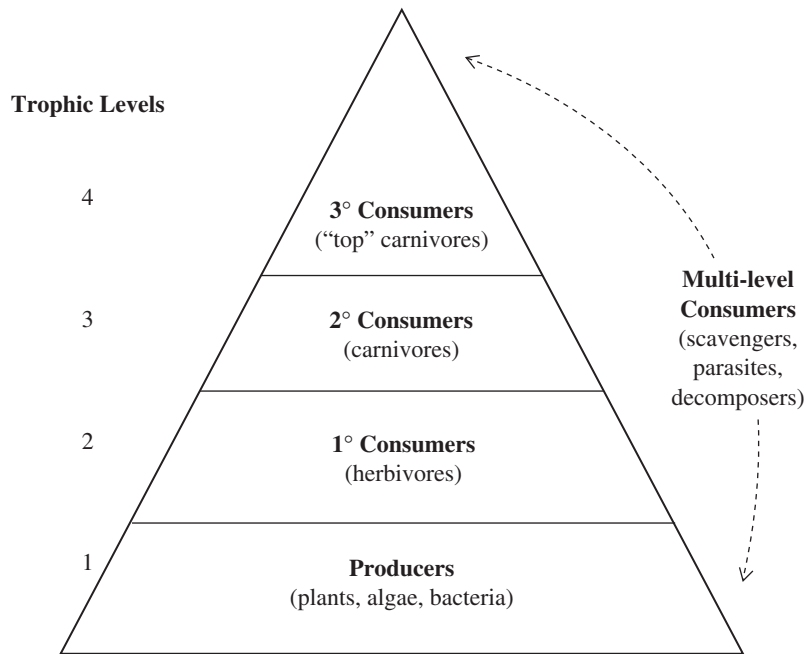 Trophic Levels
4
3° Consumers
(“top” carnivores)
3
2° Consumers
(carnivores)
2
1° Consumers
(herbivores)
1
Producers
(plants, algae, bacteria)
Multi-level
Consumers
(scavengers,
parasites,
decomposers)